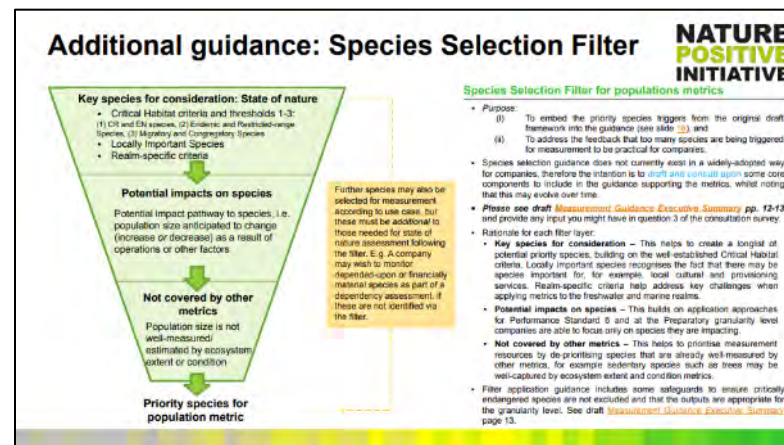 Additional guidance: Species Selection Filter
NATURE
POSITIVE
INITIATIVE
Key species for consideration: State of nature
• Critical Habitat criteria and thresholds 1-3:
(1) CR and EN species, (2) Endemic and Restricted-range
Species, (3) Migratory and Congregatory Species
• Locally Important Species
• Realm-specific criteria
Potential impacts on species
Potential impact pathway to species, i.e.
population size anticipated to change
(increase or decrease) as a result of
operations or other factors
Not covered by other
metrics
Population size is not
well-measured/
estimated by ecosystem
extent or condition
Priority species for
population metric
Further species may also be
selected for measurement
according to use case, but
these must be additional to
those needed for state of
nature assessment following
the filter. E.g. A company
may wish to monitor
depended-upon or financially
material species as part of a
dependency assessment, if
these are not identified via
the filter.
Species Selection Filter for populations metrics
• Purpose:
(i) To embed the priority species triggers from the original draft
framework into the guidance (see slide 10), and
(ii) To address the feedback that too many species are being triggered
for measurement to be practical for companies.
• Species selection guidance does not currently exist in a widely-adopted way
for companies, therefore the intention is to draft and consult upon some core
components to include in the guidance supporting the metrics, whilst noting
that this may evolve over time.
• Please see draft Measurement Guidance Executive Summary pp. 12-13
and provide any input you might have in question 3 of the consultation survey.
• Rationale for each filter layer:
• Key species for consideration – This helps to create a longlist of
potential priority species, building on the well-established Critical Habitat
criteria. Locally important species recognises the fact that there may be
species important for, for example, local cultural and provisioning
services. Realm-specific criteria help address key challenges when
applying metrics to the freshwater and marine realms.
• Potential impacts on species – This builds on application approaches
for Performance Standard 6 and at the Preparatory granularity level
companies are able to focus only on species they are impacting.
• Not covered by other metrics – This helps to prioritise measurement
resources by de-prioritising species that are already well-measured by
other metrics, for example sedentary species such as trees may be
well-captured by ecosystem extent and condition metrics.
• Filter application guidance includes some safeguards to ensure critically
endangered species are not excluded and that the outputs are appropriate for
the granularity level. See draft Measurement Guidance Executive Summary
page 13.